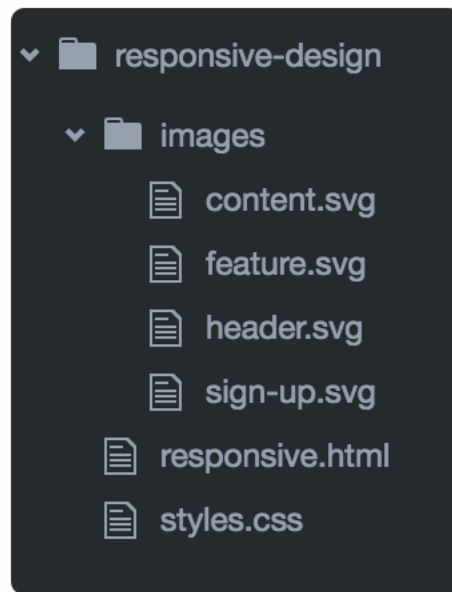 responsive-design
images
content.svg
feature.svg
header.svg
sign-up.svg
responsive.html
styles.css